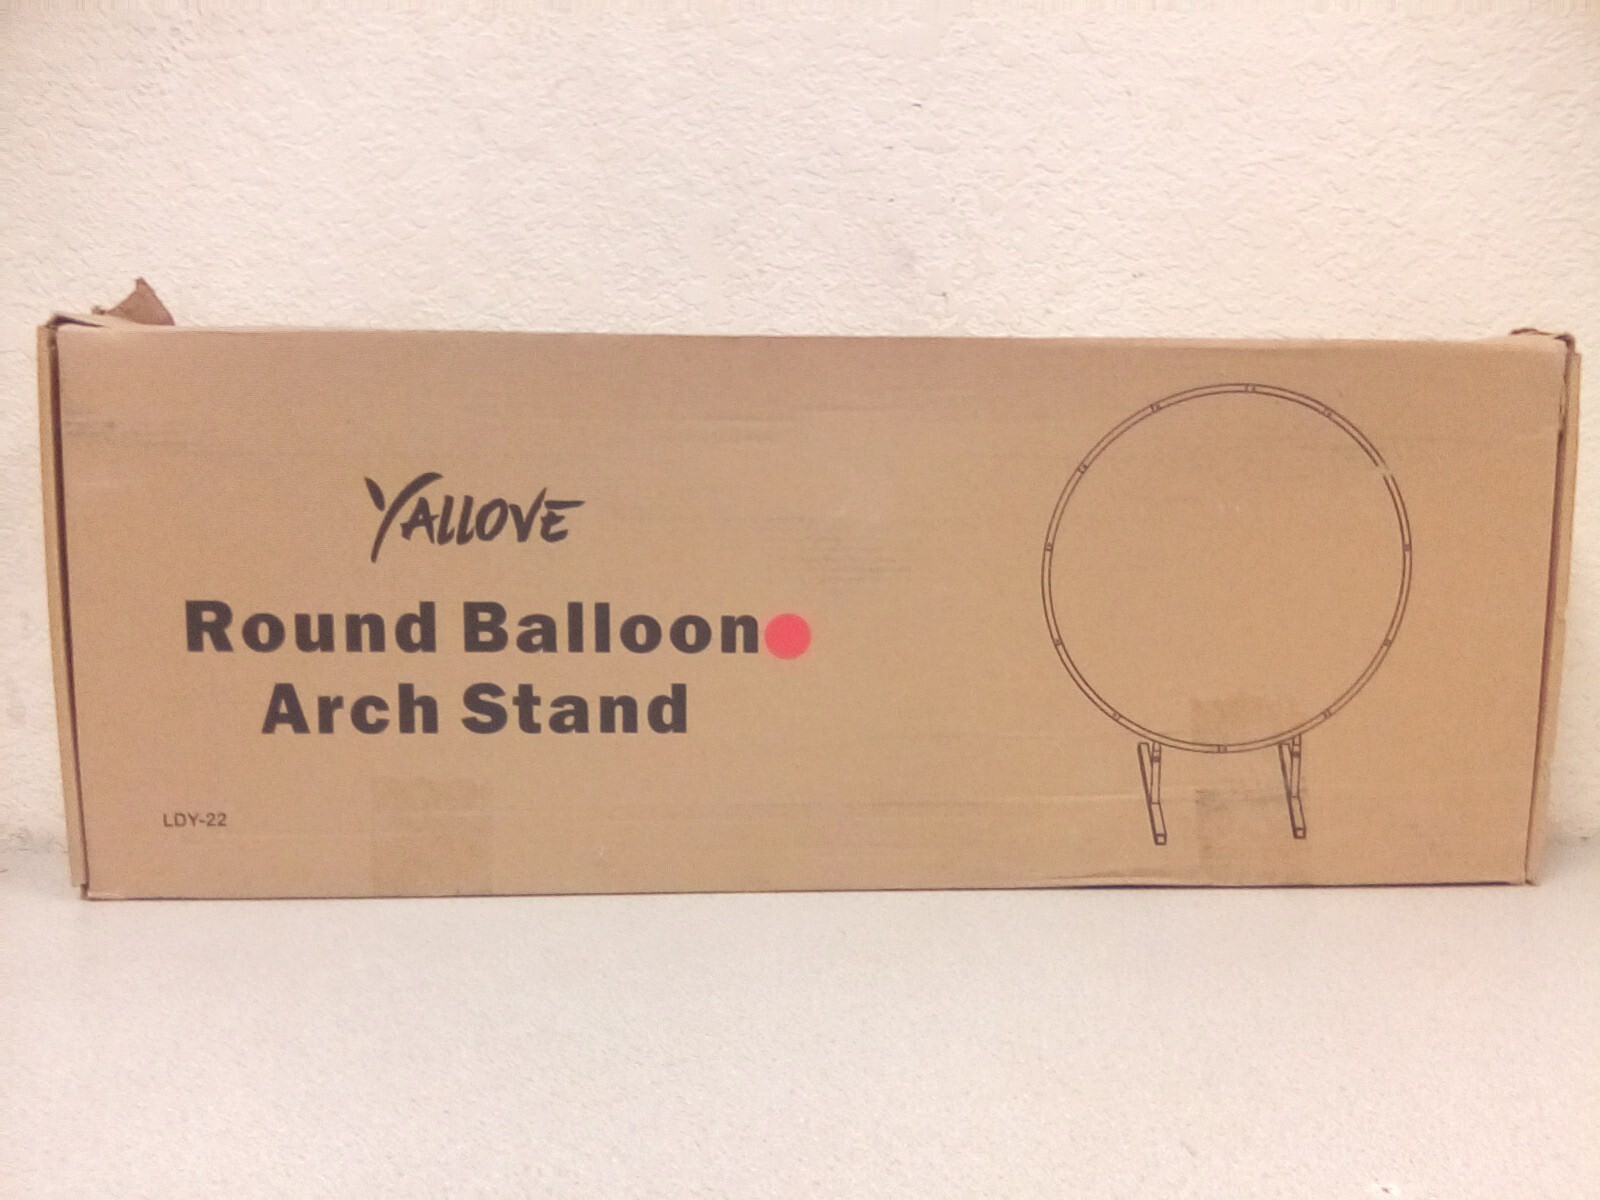 YALLOVE
Round Balloon
Arch Stand
LDY-22